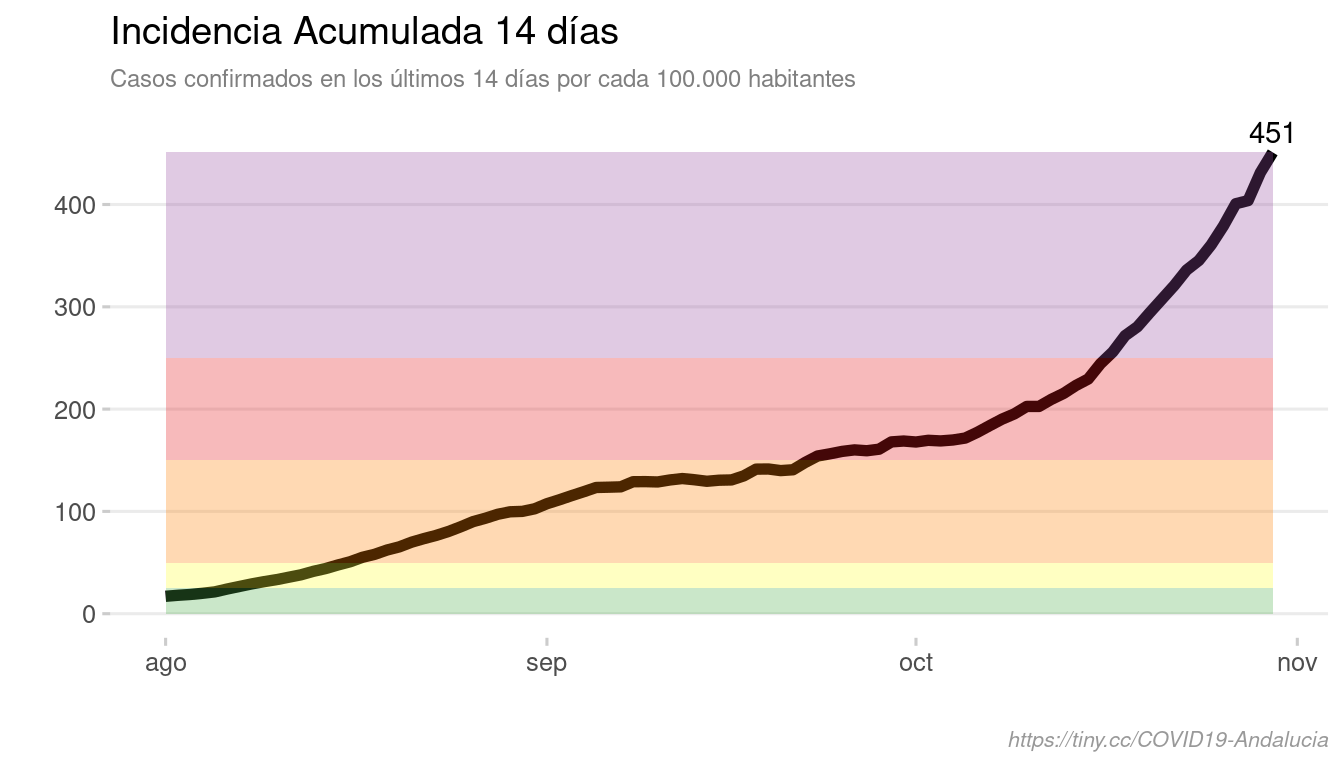 Incidencia Acumulada 14 días
Casos confirmados en los últimos 14 días por cada 100.000 habitantes
451
400
300
200
100
0
ago sep oct nov
https://tiny.cc/COVID19-Andalucia